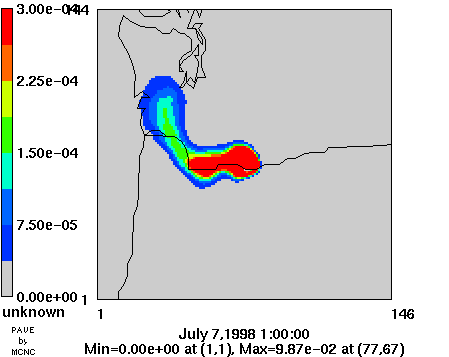 3.00e-04
144
2.25e-04
1.50e-04
7.50e-05
0.00e+00
1
unknown
1
146
PAVE
by
MCNC
July 7,1998 1:00:00
Min=0.00e+00 at (1,1), Max=9.87e-02 at (77,67)